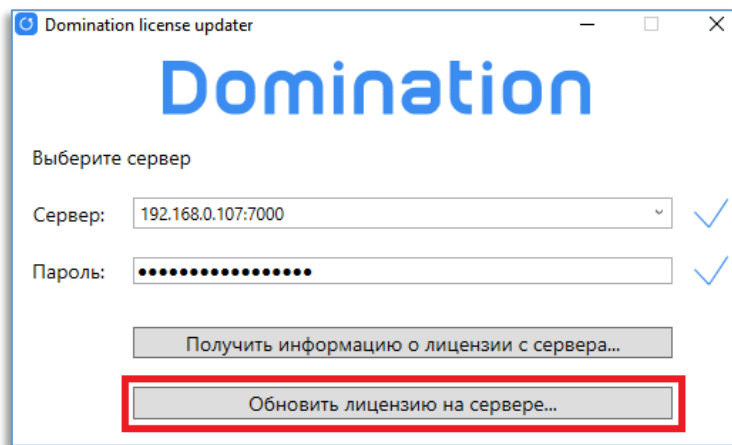 Domination license updater
Domination
Выберите сервер
Сервер: 192.168.0.107:7000
Пароль: •••••••••••••••••
Получить информацию о лицензии с сервера...
Обновить лицензию на сервере...